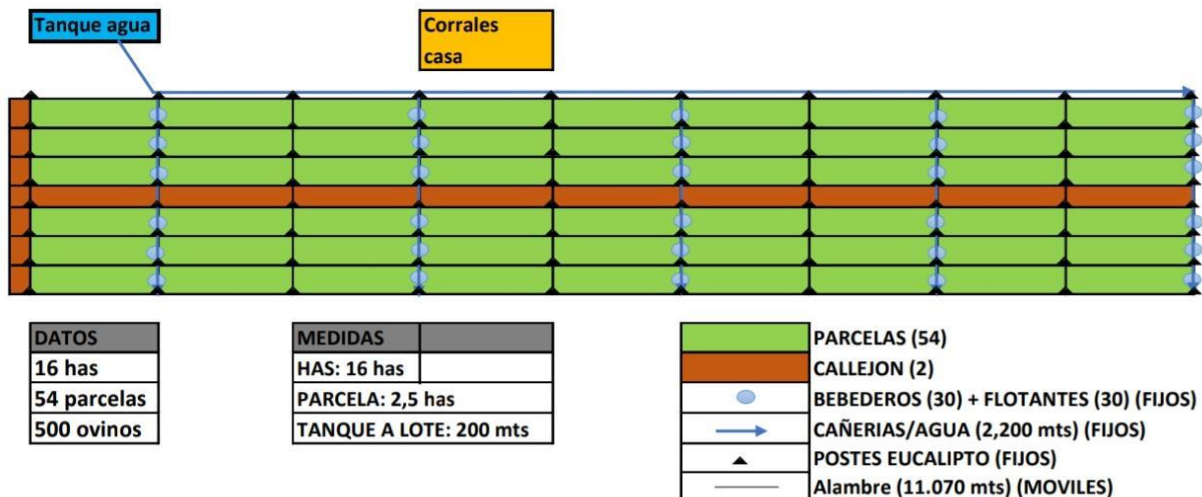 Tanque agua
Corrales
casa
DATOS
16 has
54 parcelas
500 ovinos
MEDIDAS
HAS: 16 has
PARCELA: 2,5 has
TANQUE A LOTE: 200 mts
PARCELAS (54)
CALLEJON (2)
BEBEDEROS (30) + FLOTANTES (30) (FIJOS)
CAÑERIAS/AGUA (2,200 mts) (FIJOS)
POSTES EUCALIPTO (FIJOS)
Alambre (11.070 mts) (MOVILES)